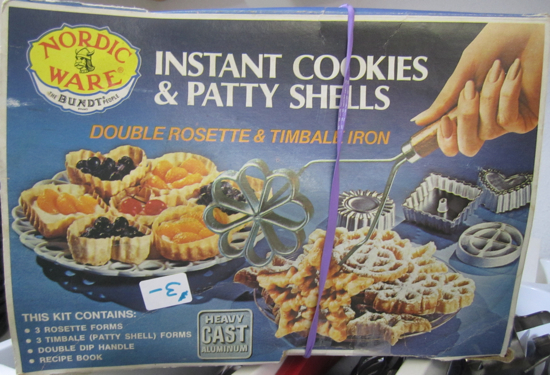 NORDIC
WARE®
THE BUNDT® PEOPLE
INSTANT COOKIES
& PATTY SHELLS
DOUBLE ROSETTE & TIMBALE IRON
$3-
THIS KIT CONTAINS:
• 3 ROSETTE FORMS
• 3 TIMBALE (PATTY SHELL) FORMS
• DOUBLE DIP HANDLE
• RECIPE BOOK
HEAVY
CAST
ALUMINUM